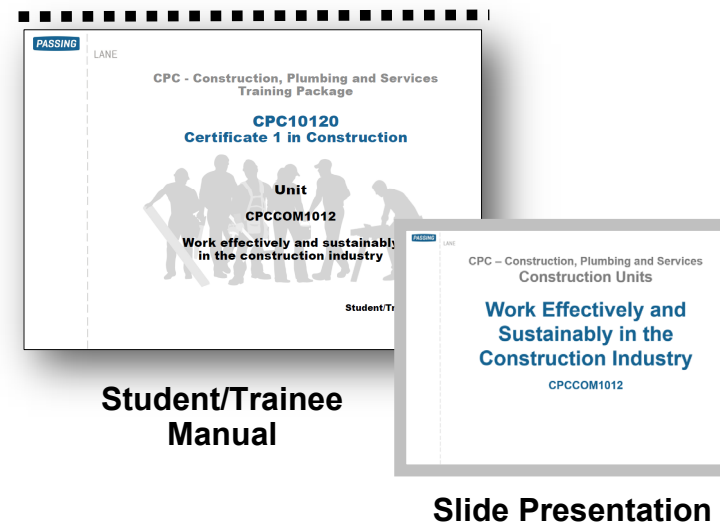 PASSING
LANE
CPC - Construction, Plumbing and Services
Training Package
CPC10120
Certificate 1 in Construction
Unit
CPCCOM1012
Work effectively and sustainably
in the construction industry
Student/Tr
PASSING
LANE
CPC – Construction, Plumbing and Services
Construction Units
Work Effectively and
Sustainably in the
Construction Industry
CPCCOM1012
Student/Trainee
Manual
Slide Presentation